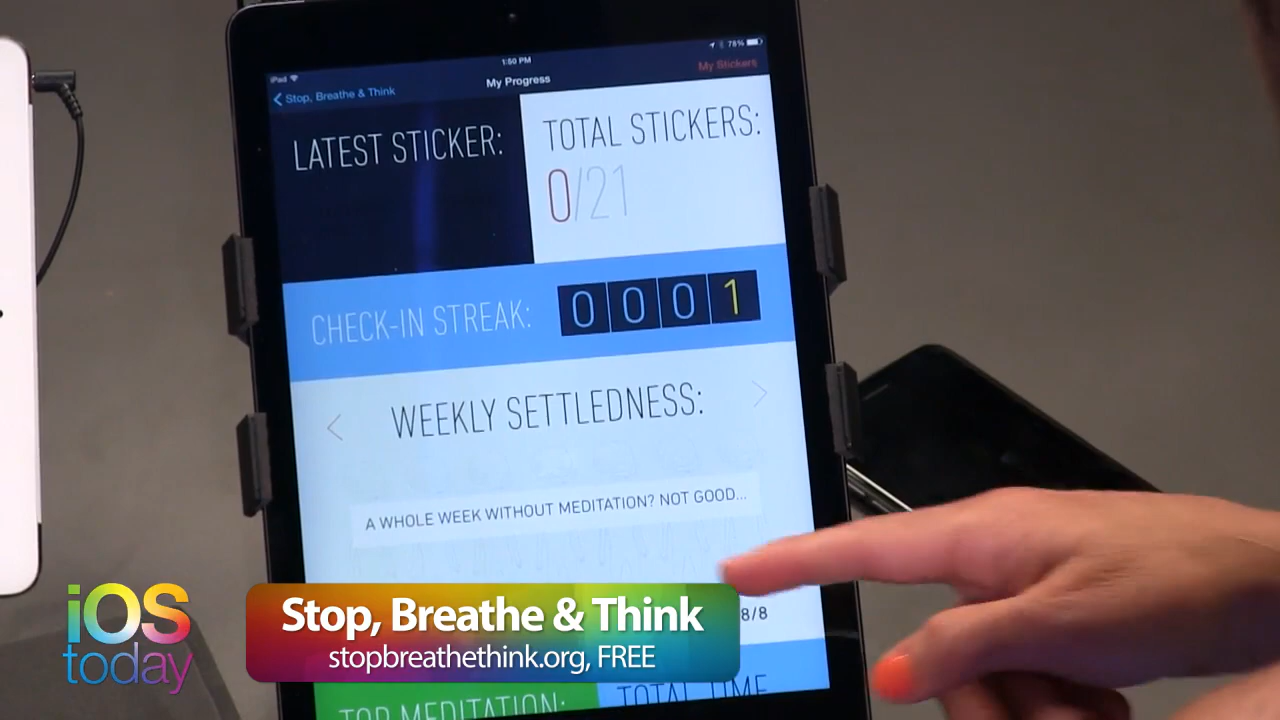 iPad
1:50 PM
78%
Stop, Breathe & Think
My Progress
My Stickers
LATEST STICKER:
TOTAL STICKERS:
0/21
CHECK-IN STREAK:
0001
WEEKLY SETTLEDNESS:
A WHOLE WEEK WITHOUT MEDITATION? NOT GOOD...
8/8
iOS
today
Stop, Breathe & Think
stopbreathethink.org, FREE
TOP MEDITATION:
TOTAL TIME